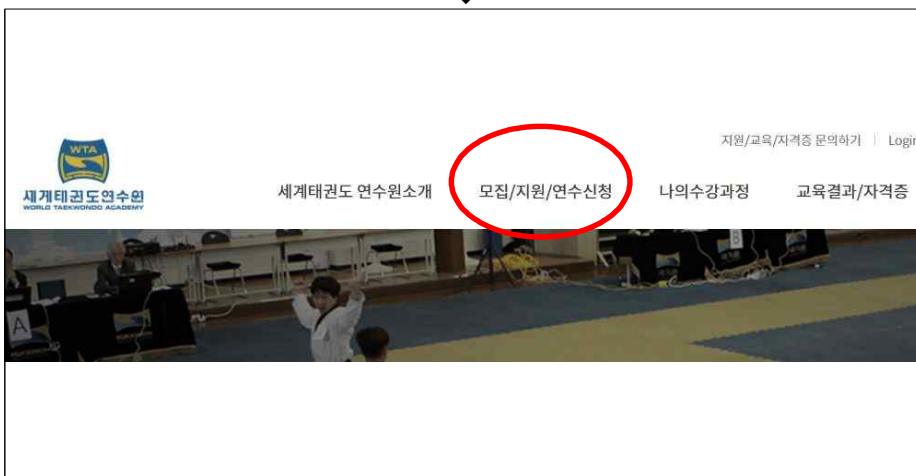 지원/교육/자격증 문의하기 | Login
WTA
세계태권도연수원
WORLD TAEKWONDO ACADEMY
세계태권도 연수원소개 모집/지원/연수신청 나의수강과정 교육결과/자격증
A
B